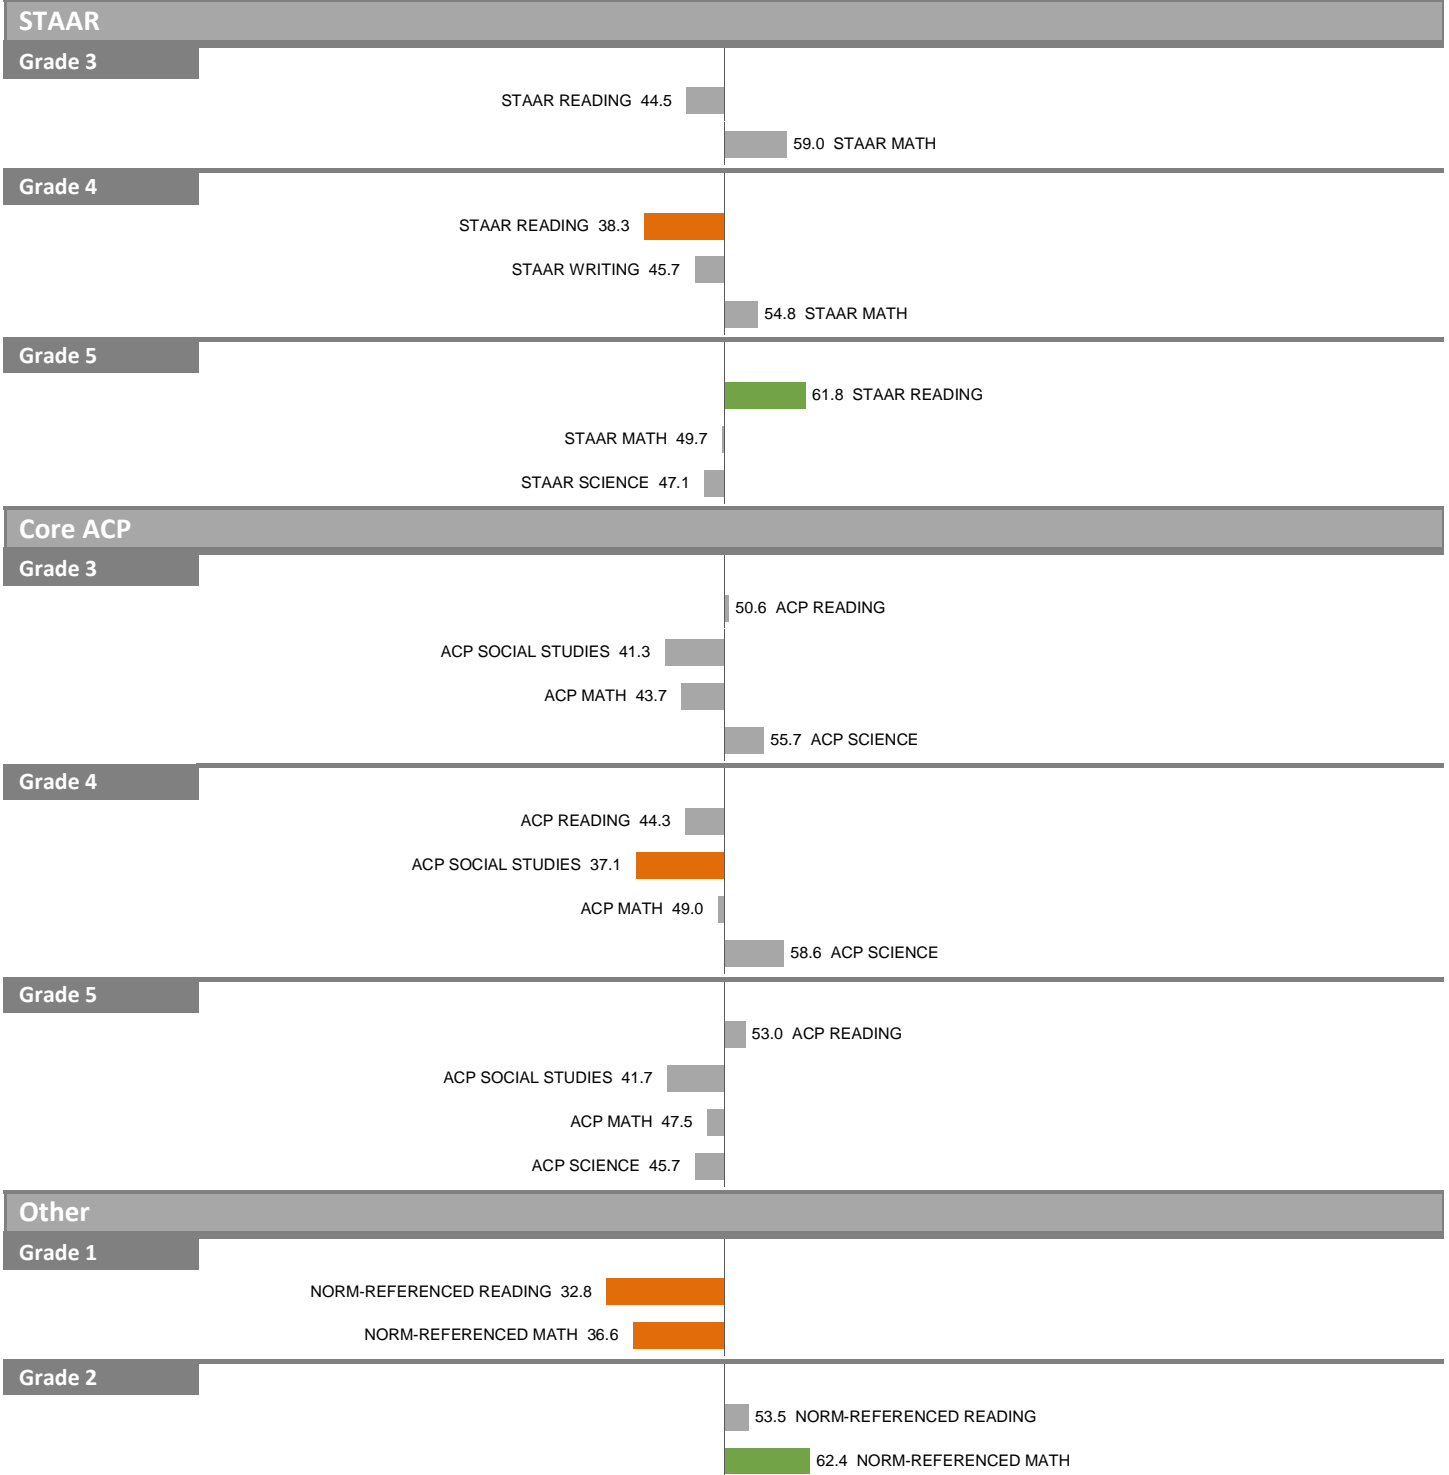 STAAR
Grade 3
STAAR READING 44.5
59.0 STAAR MATH
Grade 4
STAAR READING 38.3
STAAR WRITING 45.7
54.8 STAAR MATH
Grade 5
61.8 STAAR READING
STAAR MATH 49.7
STAAR SCIENCE 47.1
Core ACP
Grade 3
50.6 ACP READING
ACP SOCIAL STUDIES 41.3
ACP MATH 43.7
55.7 ACP SCIENCE
Grade 4
ACP READING 44.3
ACP SOCIAL STUDIES 37.1
ACP MATH 49.0
58.6 ACP SCIENCE
Grade 5
53.0 ACP READING
ACP SOCIAL STUDIES 41.7
ACP MATH 47.5
ACP SCIENCE 45.7
Other
Grade 1
NORM-REFERENCED READING 32.8
NORM-REFERENCED MATH 36.6
Grade 2
53.5 NORM-REFERENCED READING
62.4 NORM-REFERENCED MATH